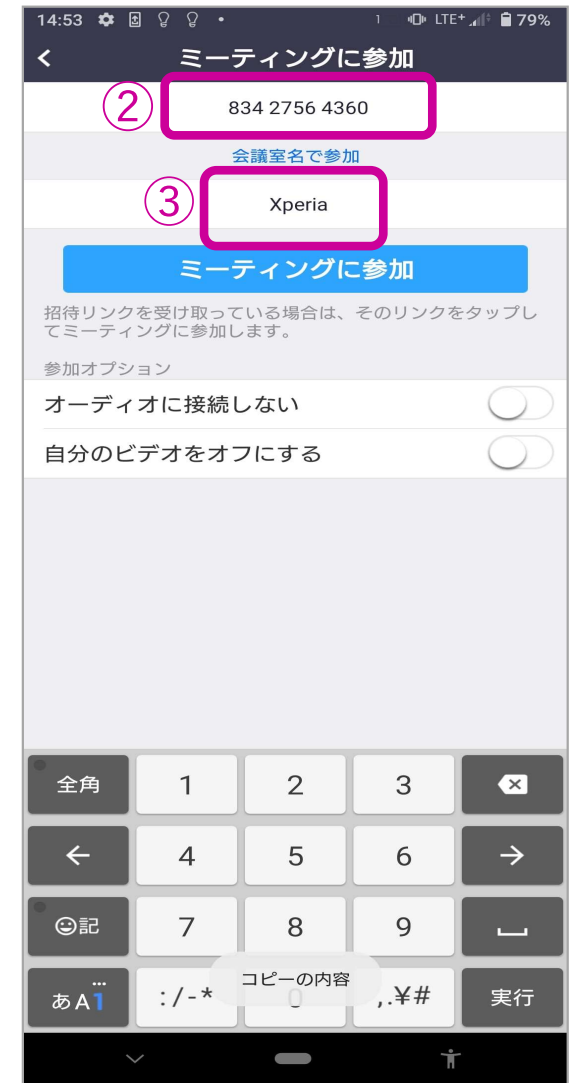 14:53 1 LTE+ 79%
ミーティングに参加
② 834 2756 4360
会議室名で参加
③ Xperia
ミーティングに参加
招待リンクを受け取っている場合は、そのリンクをタップし
てミーティングに参加します。
参加オプション
オーディオに接続しない
自分のビデオをオフにする
全角 1 2 3
← 4 5 6 →
記 7 8 9
コピーの内容
あA1 :/-* 0 ,.¥# 実行